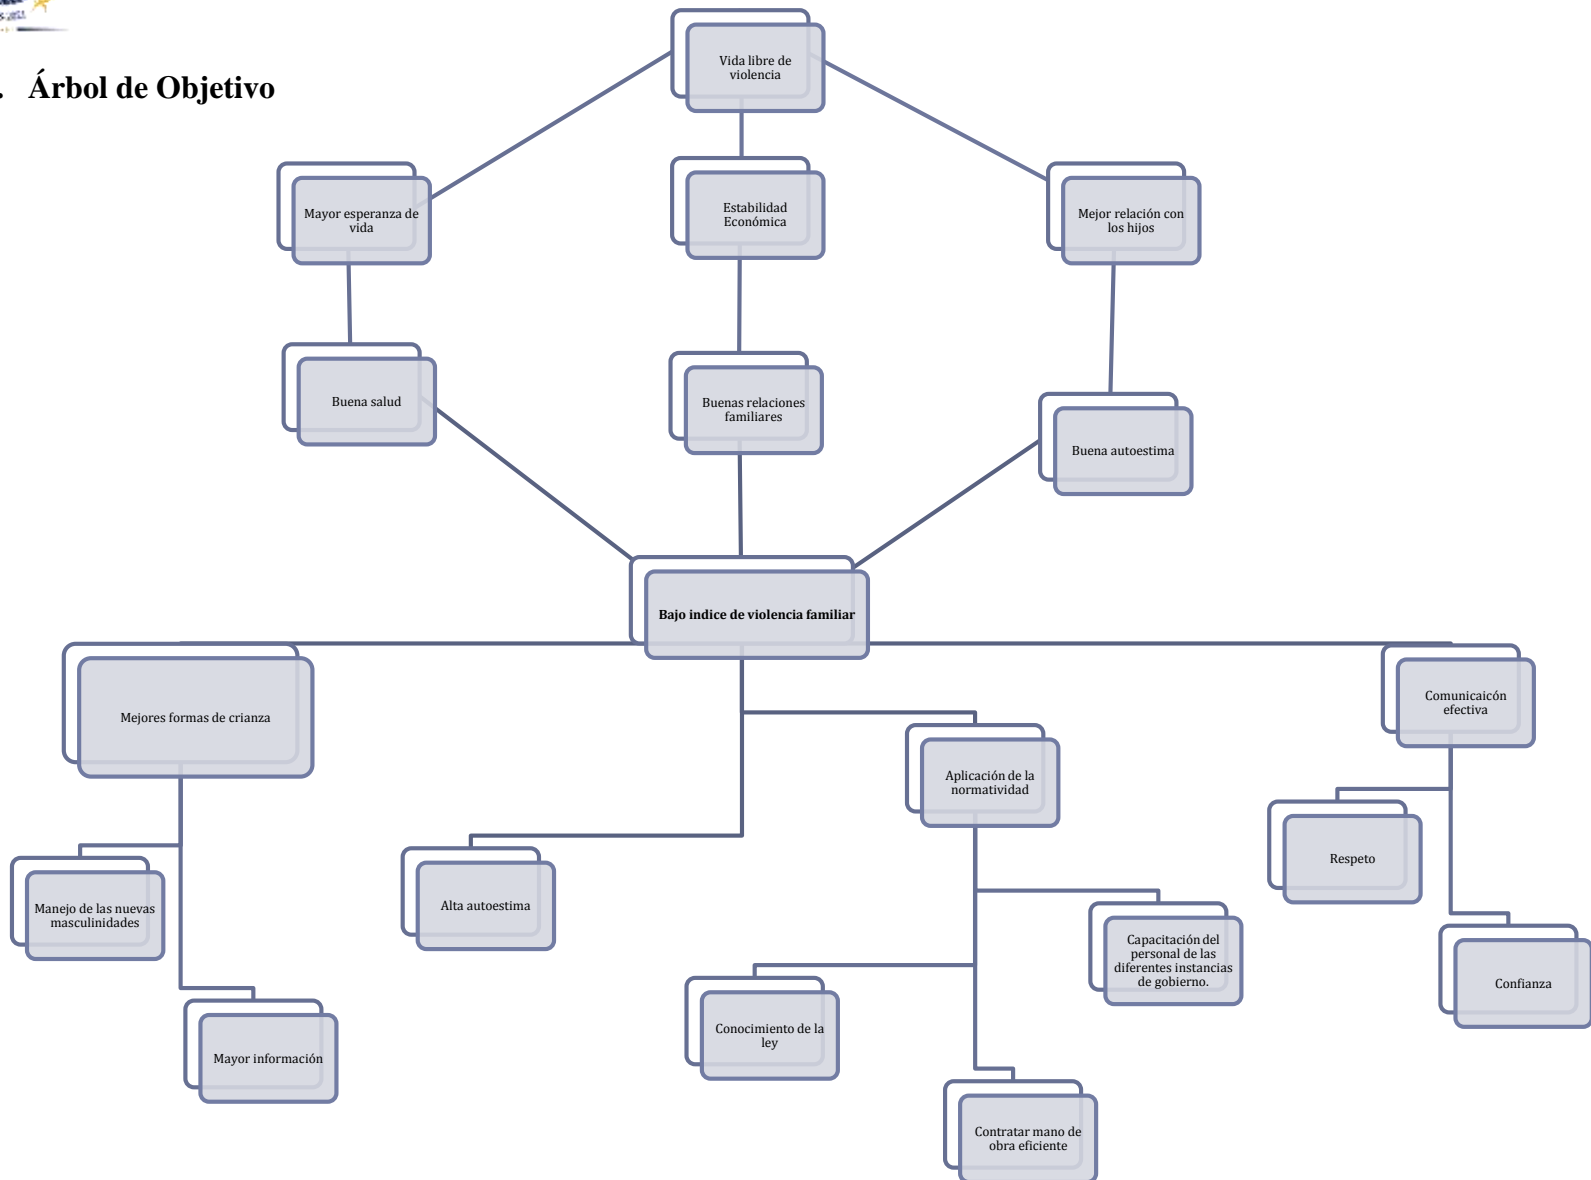 . Árbol de Objetivo
Vida libre de
violencia
Mayor esperanza de
vida
Estabilidad
Económica
Mejor relación con
los hijos
Buena salud
Buenas relaciones
familiares
Buena autoestima
Bajo indice de violencia familiar
Mejores formas de crianza
Comunicaicón
efectiva
Aplicación de la
normatividad
Respeto
Manejo de las nuevas
masculinidades
Alta autoestima
Capacitación del
personal de las
diferentes instancias
de gobierno.
Confianza
Conocimiento de la
ley
Mayor información
Contratar mano de
obra eficiente